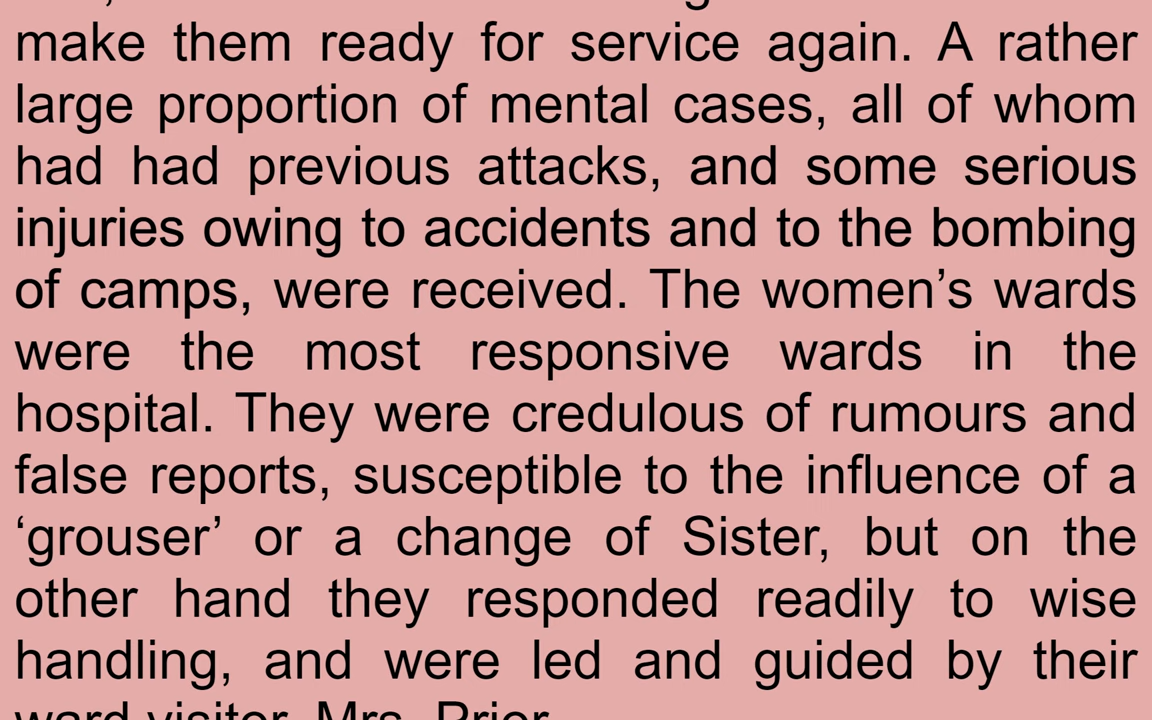 make them ready for service again. A rather
large proportion of mental cases, all of whom
had had previous attacks, and some serious
injuries owing to accidents and to the bombing
of camps, were received. The women’s wards
were the most responsive wards in the
hospital. They were credulous of rumours and
false reports, susceptible to the influence of a
‘grouser’ or a change of Sister, but on the
other hand they responded readily to wise
handling, and were led and guided by their
ward visitor, Mrs. Prior